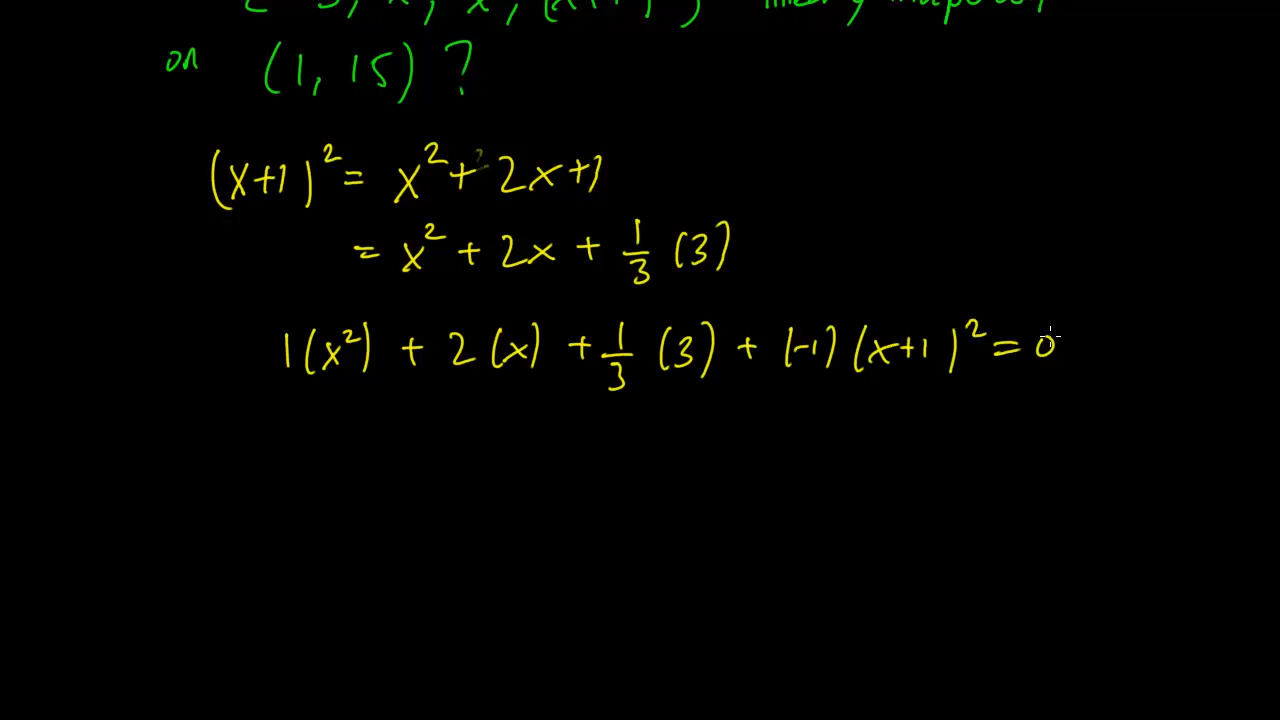 on (1, 15) ?
(x+1)² = x² + 2x + 1
= x² + 2x + 1/3 (3)
1(x²) + 2(x) + 1/3 (3) + (-1)(x+1)² = 0